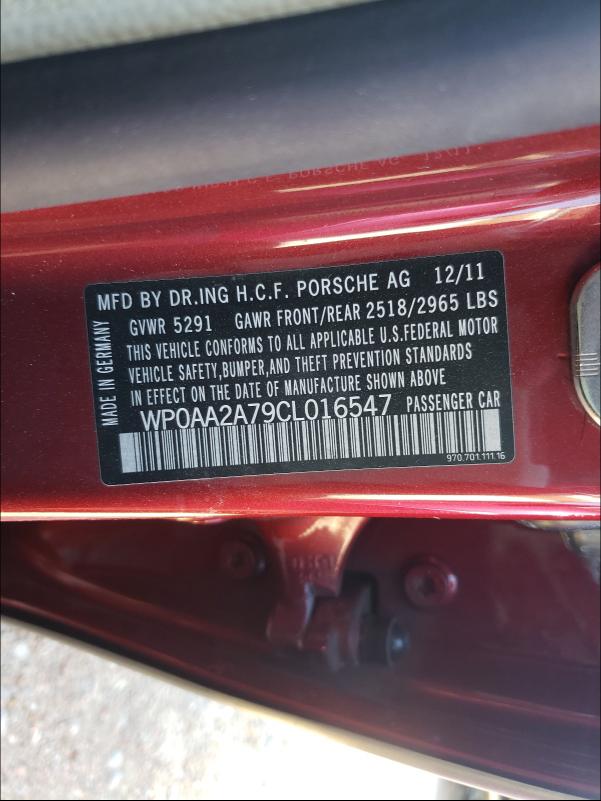 MFD BY DR.ING H.C.F. PORSCHE AG 12/11
GVWR 5291 GAWR FRONT/REAR 2518/2965 LBS
THIS VEHICLE CONFORMS TO ALL APPLICABLE U.S.FEDERAL MOTOR
VEHICLE SAFETY,BUMPER,AND THEFT PREVENTION STANDARDS
IN EFFECT ON THE DATE OF MANUFACTURE SHOWN ABOVE.
WP0AA2A79CL016547 PASSENGER CAR
970.701.111.16
MADE IN GERMANY